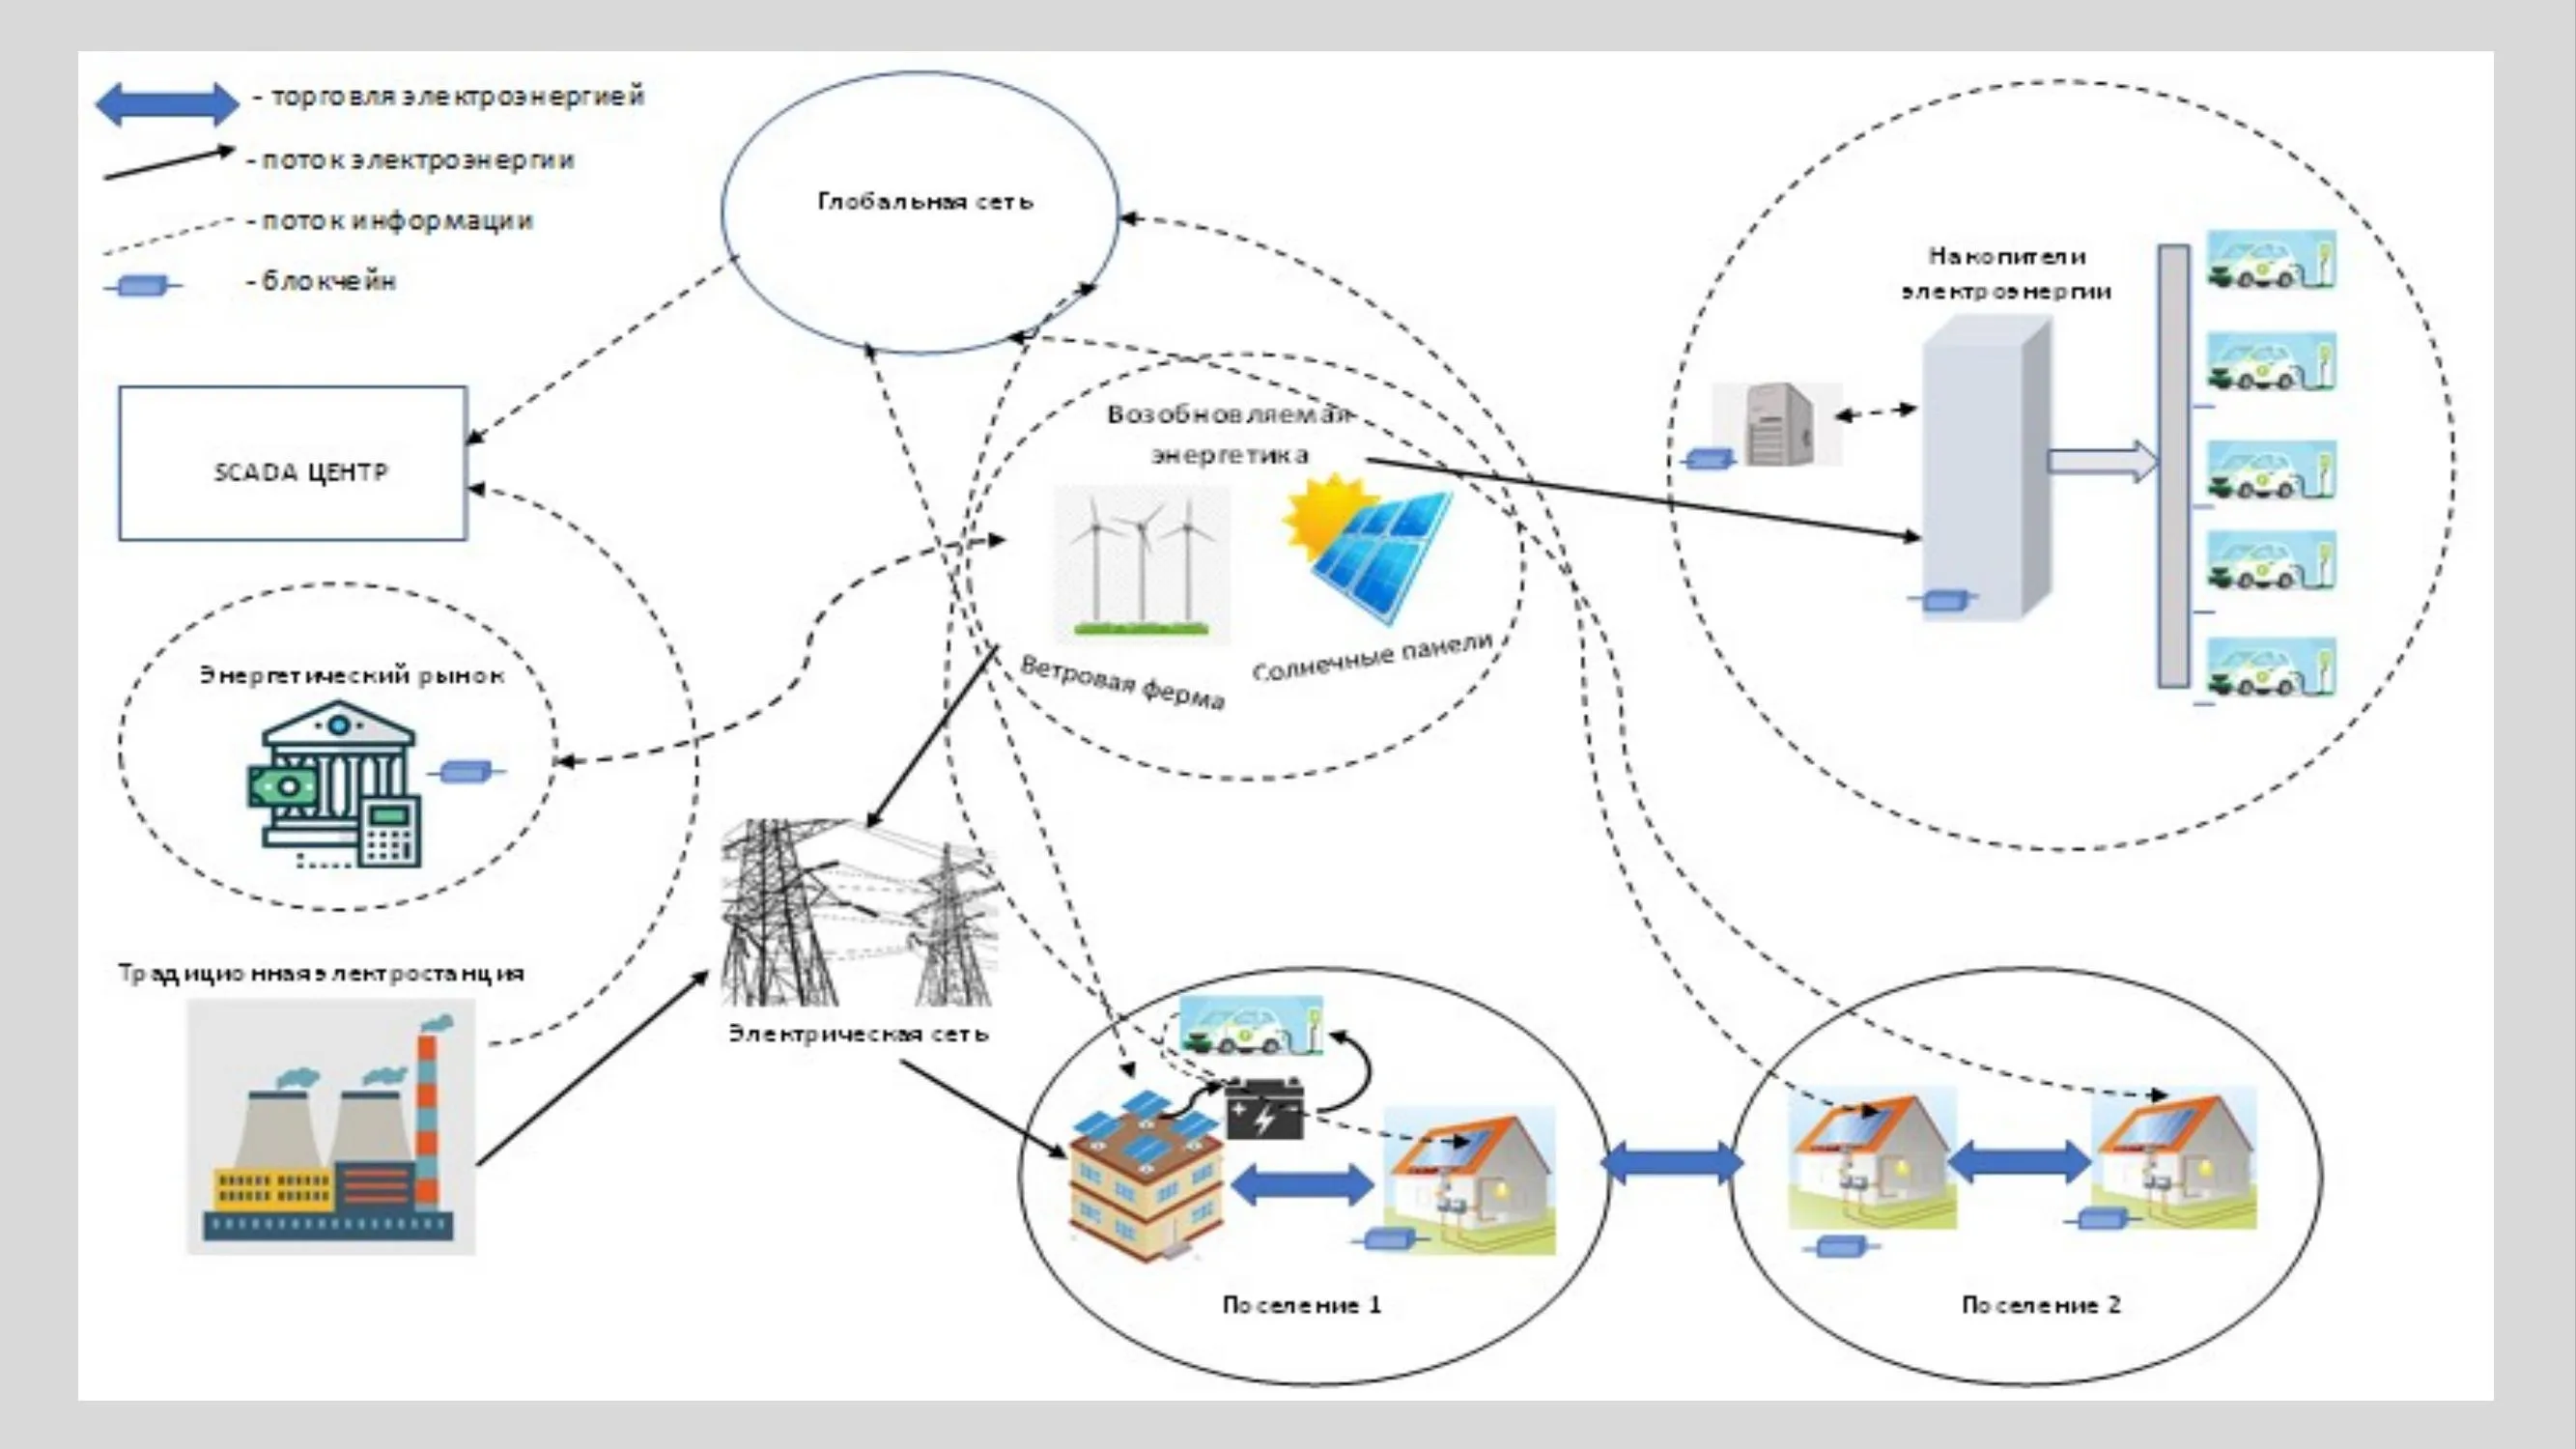 - торговля электроэнергией
- поток электроэнергии
- поток информации
- блокчейн
Глобальная сеть
Накопители
электроэнергии
Возобновляемая
энергетика
SCADA ЦЕНТР
Ветровая ферма
Солнечные панели
Энергетический рынок
Традиционная электростанция
Электрическая сеть
Поселение 1
Поселение 2